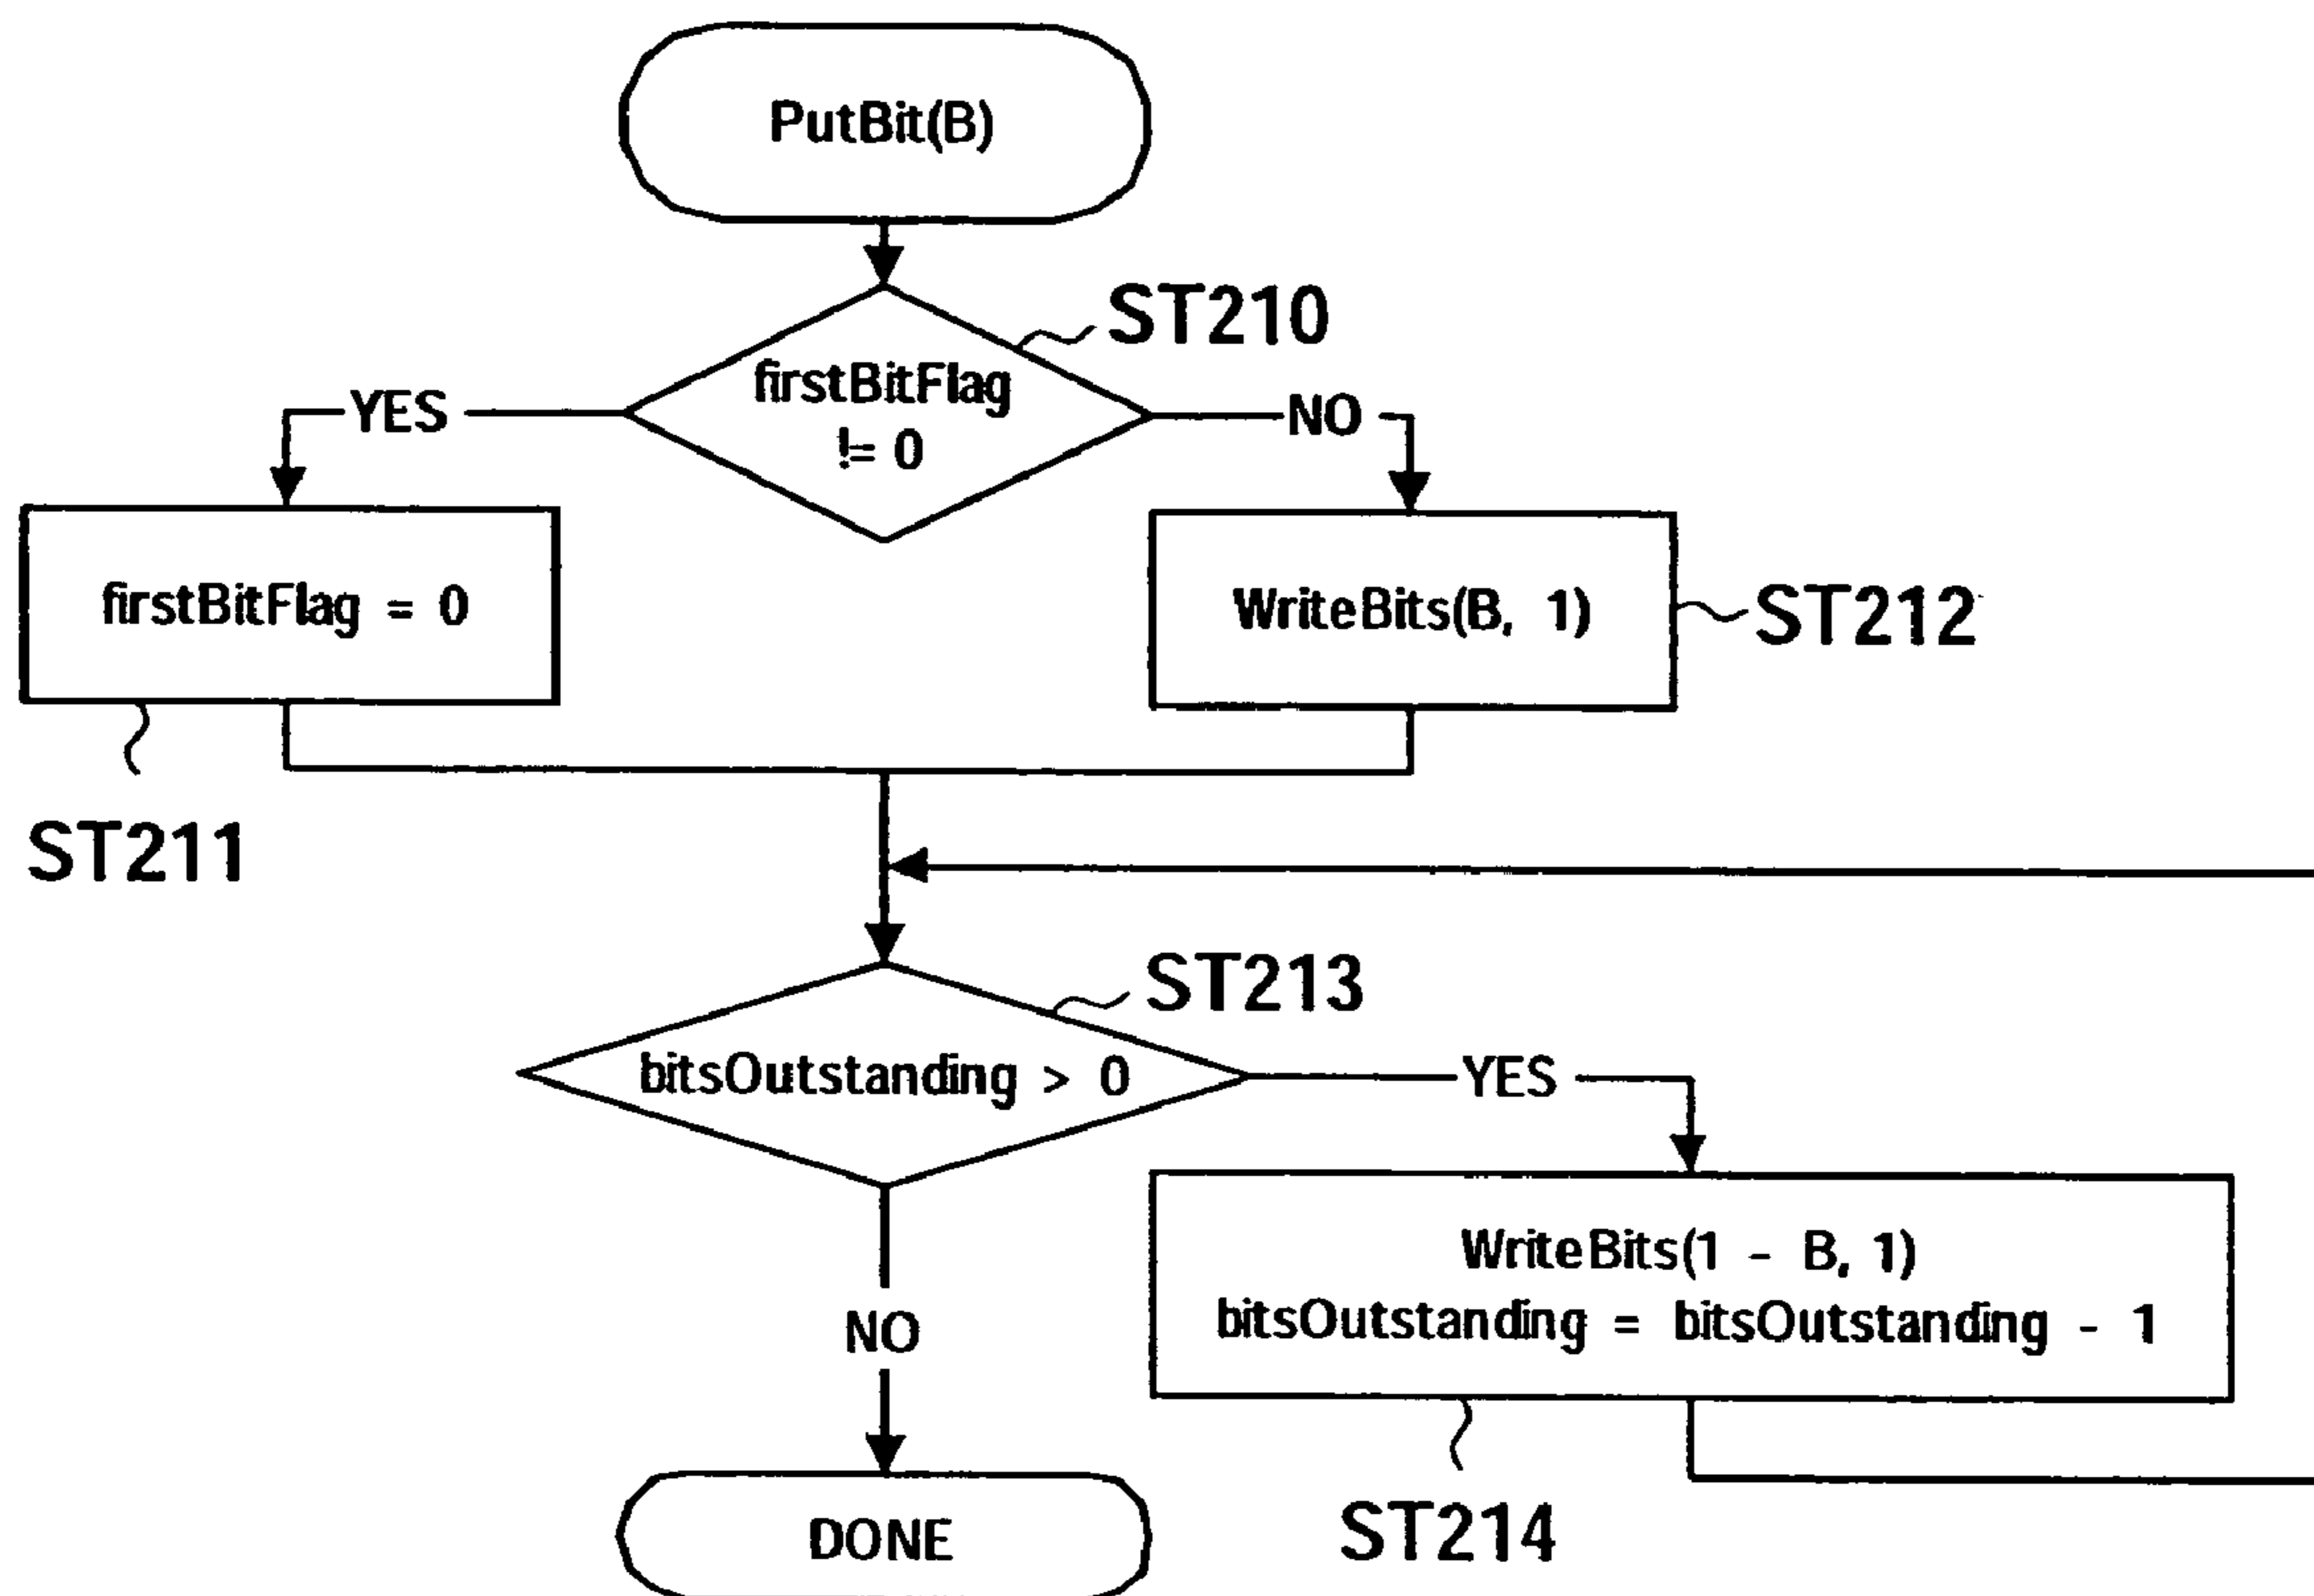 PutBit(B)
ST210
firstBitFlag
!= 0
YES
NO
firstBitFlag = 0
WriteBits(B, 1)
ST212
ST211
ST213
bitsOutstanding > 0
YES
WriteBits(1 - B, 1)
bitsOutstanding = bitsOutstanding - 1
NO
ST214
DONE